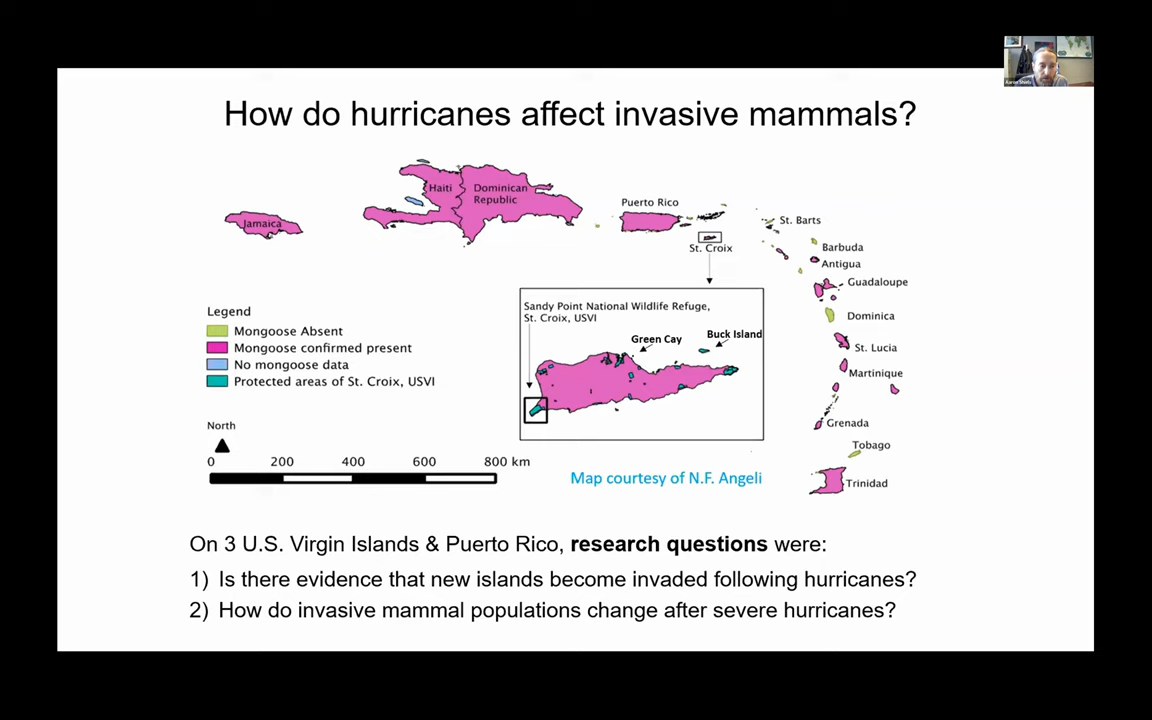 How do hurricanes affect invasive mammals?
Haiti
Dominican
Republic
Jamaica
Puerto Rico
St. Croix
St. Barts
Barbuda
Antigua
Guadaloupe
Dominica
St. Lucia
Martinique
Grenada
Tobago
Trinidad
Sandy Point National Wildlife Refuge,
St. Croix, USVI
Green Cay
Buck Island
Legend
Mongoose Absent
Mongoose confirmed present
No mongoose data
Protected areas of St. Croix, USVI
North
0 200 400 600 800 km
Map courtesy of N.F. Angeli
On 3 U.S. Virgin Islands & Puerto Rico, research questions were:
1) Is there evidence that new islands become invaded following hurricanes?
2) How do invasive mammal populations change after severe hurricanes?